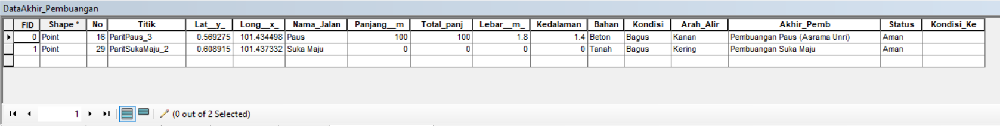 DataAkhir_Pembuangan
FID Shape * No Titik Lat__y_ Long__x_ Nama_Jalan Panjang__m Total_panj Lebar__m_ Kedalaman Bahan Kondisi Arah_Alir Akhir_Pemb Status Kondisi_Ke
0 Point 16 ParitPaus_3 0.569275 101.434498 Paus 100 100 1.8 1.4 Beton Bagus Kanan Pembuangan Paus (Asrama Unri) Aman
1 Point 29 ParitSukaMaju_2 0.608915 101.437332 Suka Maju 0 0 0 0 Tanah Bagus Kering Pembuangan Suka Maju Aman
1 (0 out of 2 Selected)